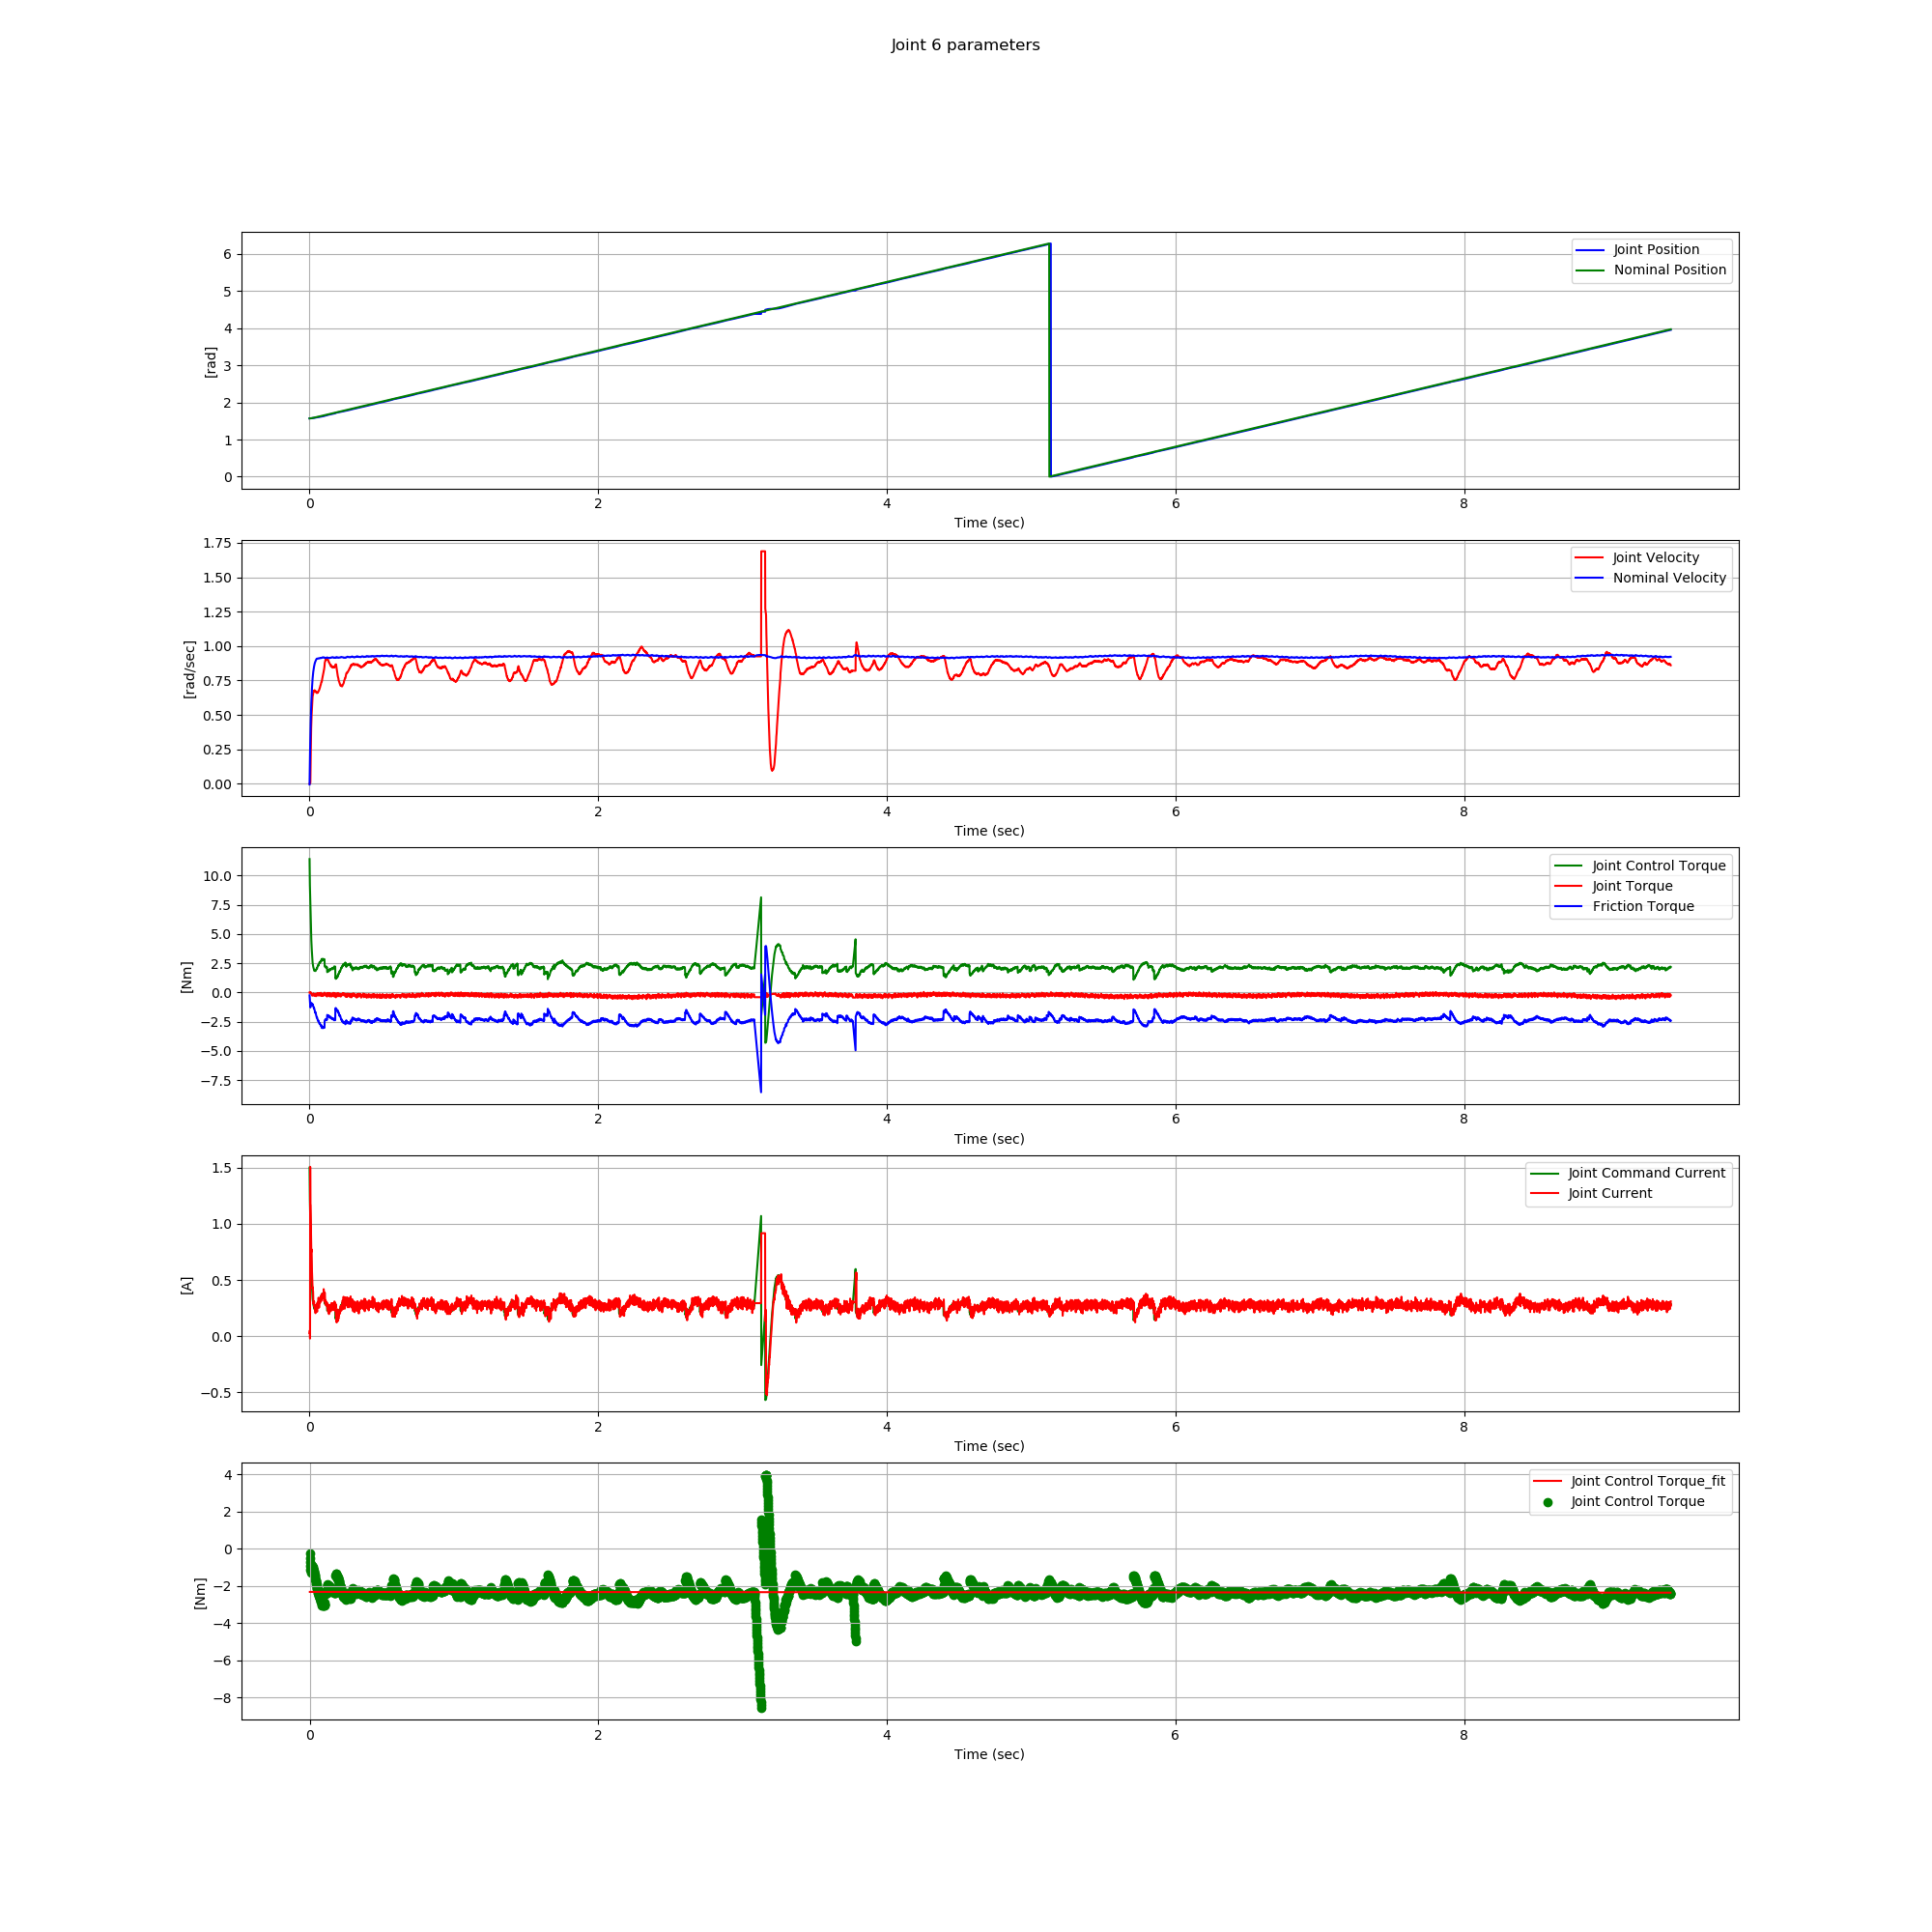 Joint 6 parameters
6
5
4
3
2
1
0
[rad]
Joint Position
Nominal Position
0 2 4 6 8
Time (sec)
1.75
1.50
1.25
1.00
0.75
0.50
0.25
0.00
[rad/sec]
Joint Velocity
Nominal Velocity
0 2 4 6 8
Time (sec)
10.0
7.5
5.0
2.5
0.0
−2.5
−5.0
−7.5
[Nm]
Joint Control Torque
Joint Torque
Friction Torque
0 2 4 6 8
Time (sec)
1.5
1.0
0.5
0.0
−0.5
[A]
Joint Command Current
Joint Current
0 2 4 6 8
Time (sec)
4
2
0
−2
−4
−6
−8
[Nm]
Joint Control Torque_fit
Joint Control Torque
0 2 4 6 8
Time (sec)